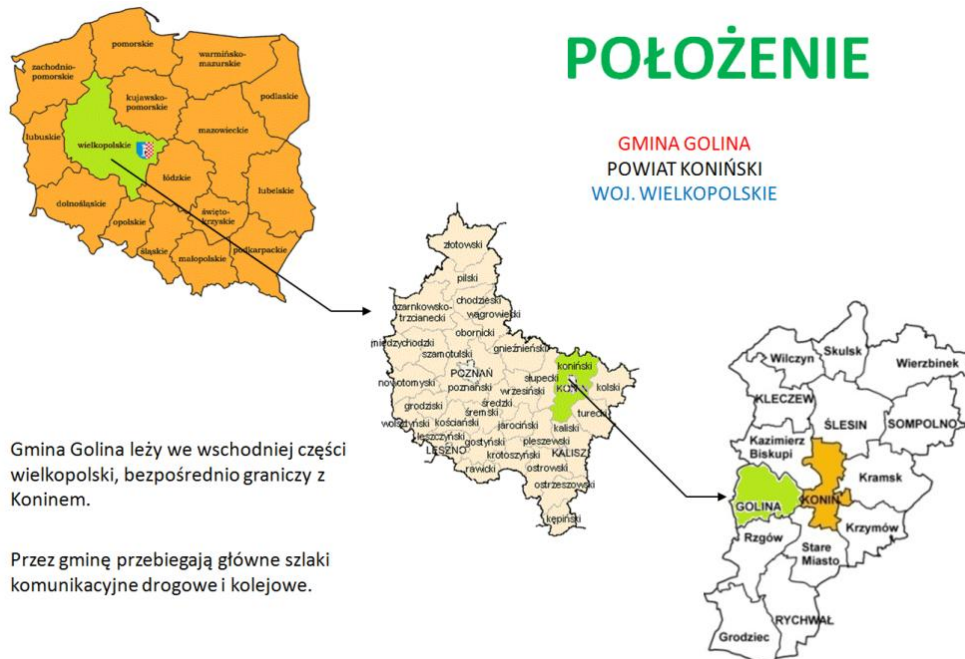 POŁOŻENIE
GMINA GOLINA
POWIAT KONIŃSKI
WOJ. WIELKOPOLSKIE
pomorskie
zachodnio-
pomorskie
warmińsko-
mazurskie
podlaskie
kujawsko-
pomorskie
mazowieckie
lubuskie
wielkopolskie
łódzkie
lubelskie
dolnośląskie
opolskie
śląskie
święto-
krzyskie
małopolskie
podkarpackie
złotowski
pilski
czarnkowsko-
trzcianecki
chodzieski
wągrowiecki
obornicki
międzychodzki
szamotulski
gnieźnieński
koniński
POZNAŃ
słupecki
KONIN
kolski
nowotomyski
poznański
wrzesiński
grodziski
średzki
śremski
turecki
wolsztyński
kościański
jarociński
kaliski
leszczyński
gostyński
pleszewski
LESZNO
krotoszyński
KALISZ
rawicki
ostrowski
ostrzeszowski
kępiński
Wilczyn
Skulsk
Wierzbinek
KLECZEW
ŚLESIN
SOMPOLNO
Kazimierz
Biskupi
Kramsk
GOLINA
KONIN
Krzymów
Rzgów
Stare
Miasto
RYCHWAŁ
Grodziec
Gmina Golina leży we wschodniej części
wielkopolski, bezpośrednio graniczy z
Koninem.
Przez gminę przebiegają główne szlaki
komunikacyjne drogowe i kolejowe.